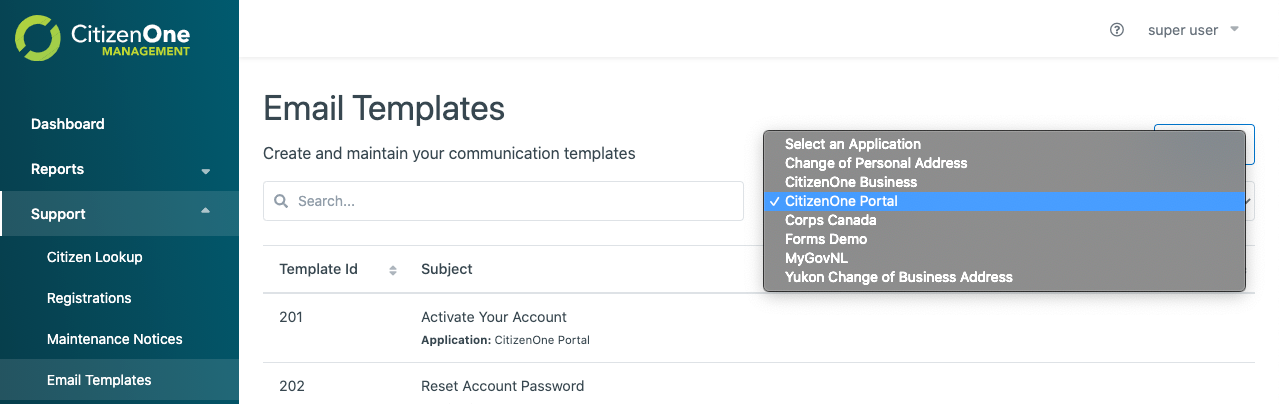 CitizenOne
MANAGEMENT
super user
Dashboard
Reports
Support
Citizen Lookup
Registrations
Maintenance Notices
Email Templates
Email Templates
Create and maintain your communication templates
Search...
Select an Application
Change of Personal Address
CitizenOne Business
✓ CitizenOne Portal
Corps Canada
Forms Demo
MyGovNL
Yukon Change of Business Address
Template Id Subject
201 Activate Your Account
Application: CitizenOne Portal
202 Reset Account Password